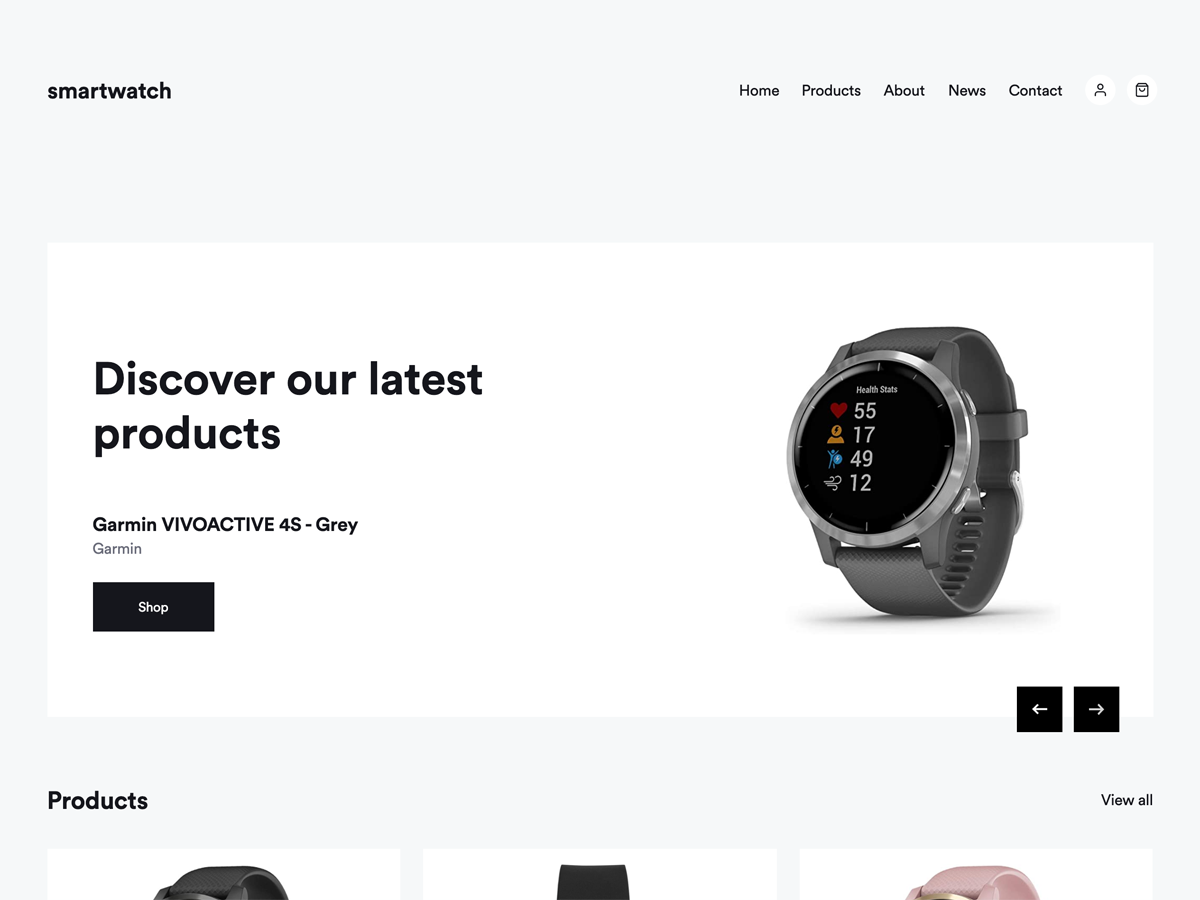 smartwatch
Home Products About News Contact
Discover our latest
products
Garmin VIVOACTIVE 4S - Grey
Garmin
Shop
Health Stats
55
17
49
12
Products
View all